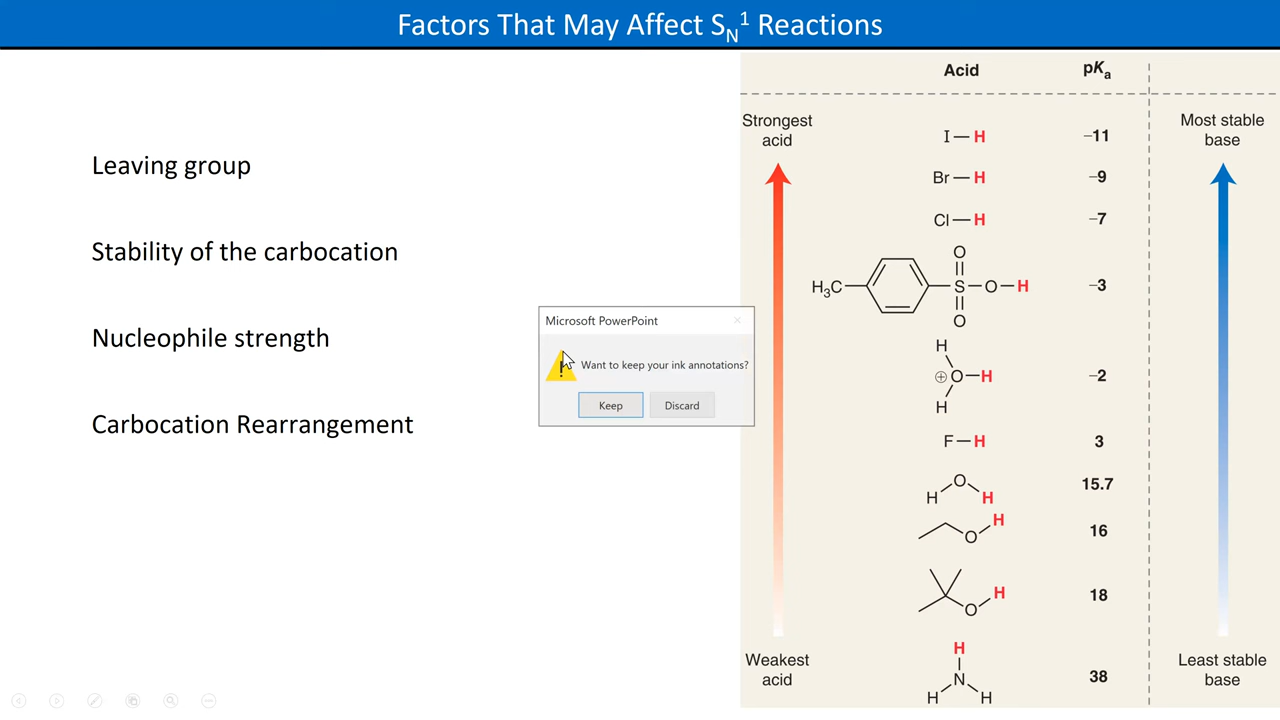 Factors That May Affect S_N^1 Reactions
Leaving group
Stability of the carbocation
Nucleophile strength
Carbocation Rearrangement
Microsoft PowerPoint
Want to keep your ink annotations?
Keep
Discard
Acid
pKa
Strongest
acid
Most stable
base
I—H
−11
Br—H
−9
Cl—H
−7
O
H3C
S—O—H
−3
O
H
⊕O—H
−2
H
F—H
3
O
H
H
15.7
H
O
16
H
O
18
Weakest
acid
H
N
H
H
38
Least stable
base